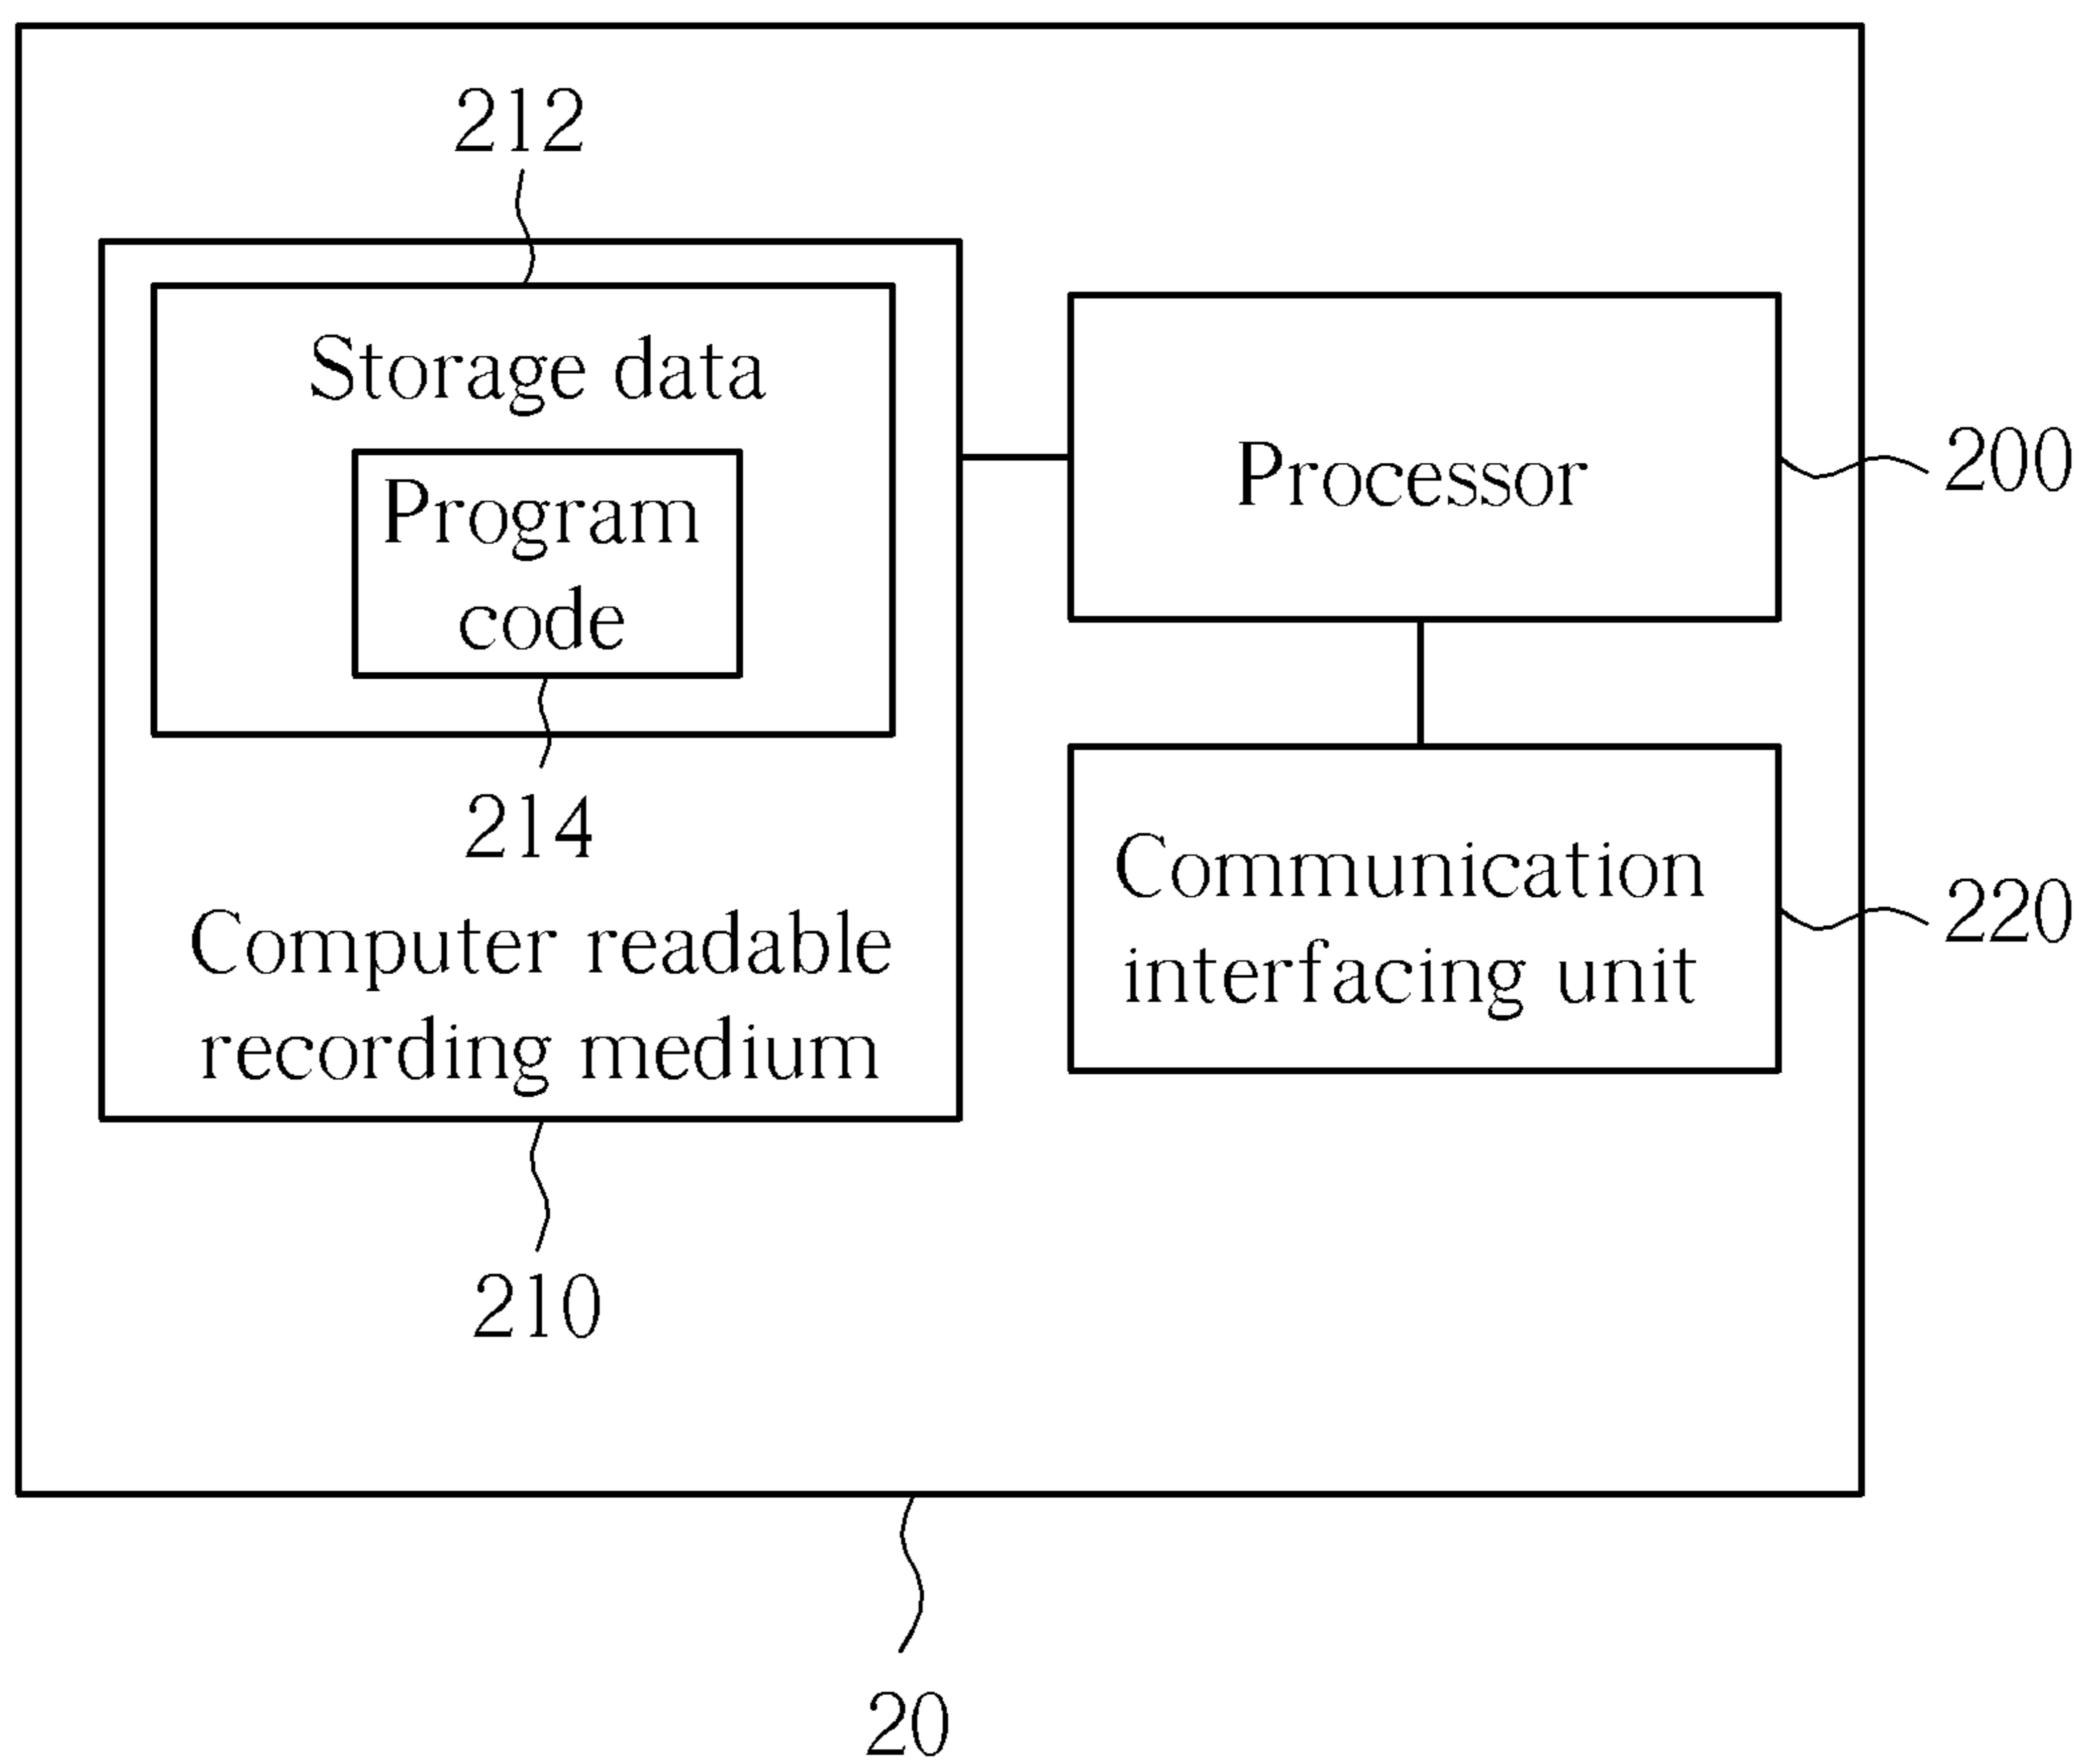 212
Storage data
Program
code
214
Computer readable
recording medium
210
Processor
200
Communication
interfacing unit
220
20